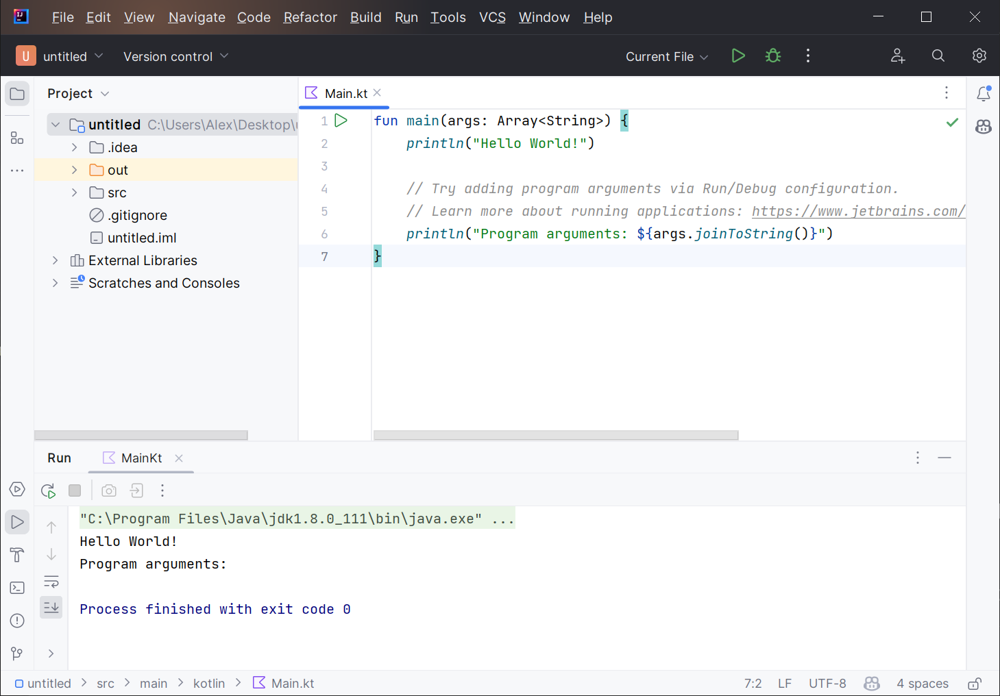 File Edit View Navigate Code Refactor Build Run Tools VCS Window Help
U untitled Version control Current File
Project
Main.kt
untitled C:\Users\Alex\Desktop\
.idea
out
src
.gitignore
untitled.iml
External Libraries
Scratches and Consoles
1 fun main(args: Array<String>) {
2 println("Hello World!")
3
4 // Try adding program arguments via Run/Debug configuration.
5 // Learn more about running applications: https://www.jetbrains.com/
6 println("Program arguments: ${args.joinToString()}")
7 }
Run MainKt
"C:\Program Files\Java\jdk1.8.0_111\bin\java.exe" ...
Hello World!
Program arguments:
Process finished with exit code 0
untitled > src > main > kotlin > Main.kt 7:2 LF UTF-8 4 spaces